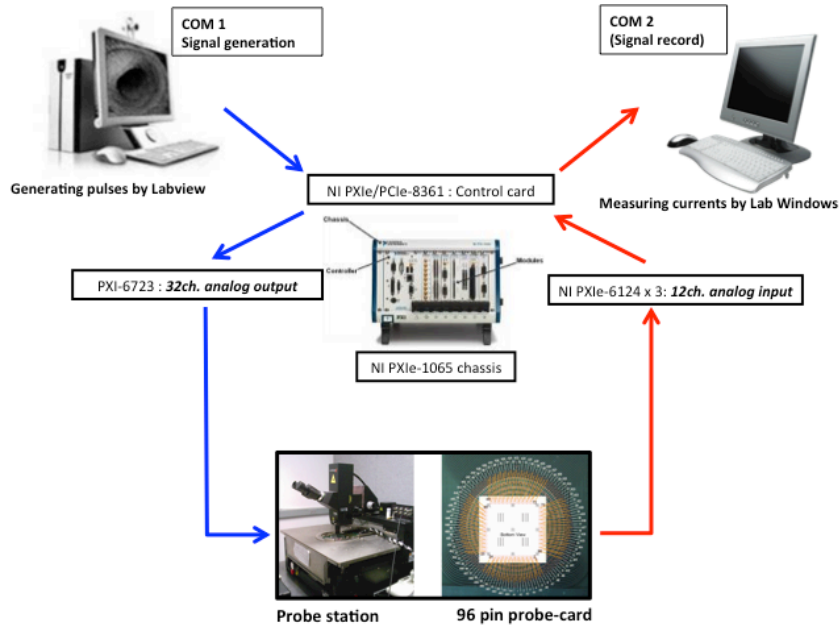 COM 1
Signal generation
COM 2
(Signal record)
Generating pulses by Labview
NI PXIe/PCIe-8361 : Control card
Measuring currents by Lab Windows
Chassis
Controller
Modules
PXI-6723 : 32ch. analog output
NI PXIe-6124 x 3: 12ch. analog input
NI PXIe-1065 chassis
Bottom View
Probe station
96 pin probe-card